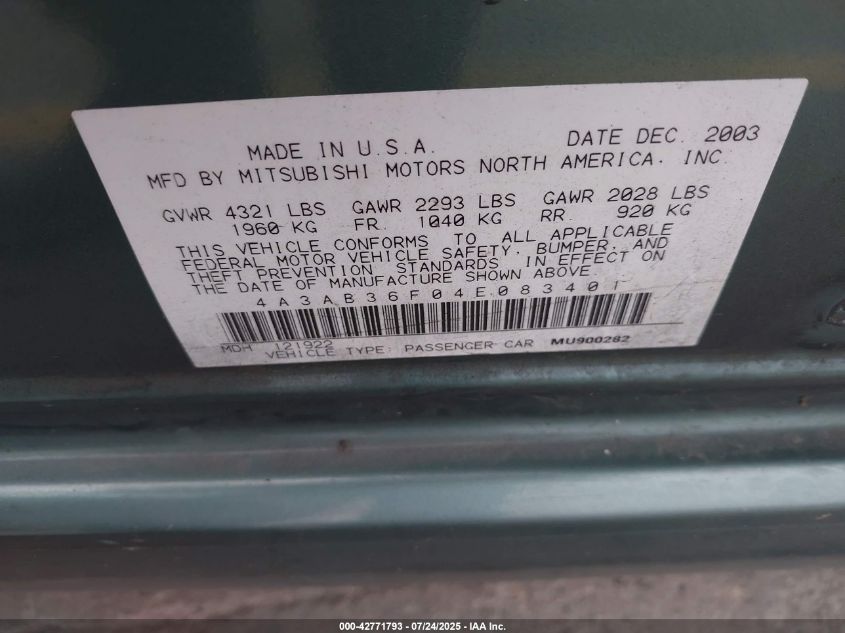 MADE IN U.S.A. DATE DEC. 2003
MFD BY MITSUBISHI MOTORS NORTH AMERICA. INC.
GVWR 4321 LBS GAWR 2293 LBS GAWR 2028 LBS
1960 KG FR. 1040 KG RR. 920 KG
THIS VEHICLE CONFORMS TO ALL APPLICABLE
FEDERAL MOTOR VEHICLE SAFETY, BUMPER, AND
THEFT PREVENTION STANDARDS IN EFFECT ON
THE DATE OF MANUFACTURE SHOWN ABOVE.
4A3AB36F04E083401
MDH 121922
VEHICLE TYPE: PASSENGER CAR MU900282
000-42771793 - 07/24/2025 - IAA Inc.